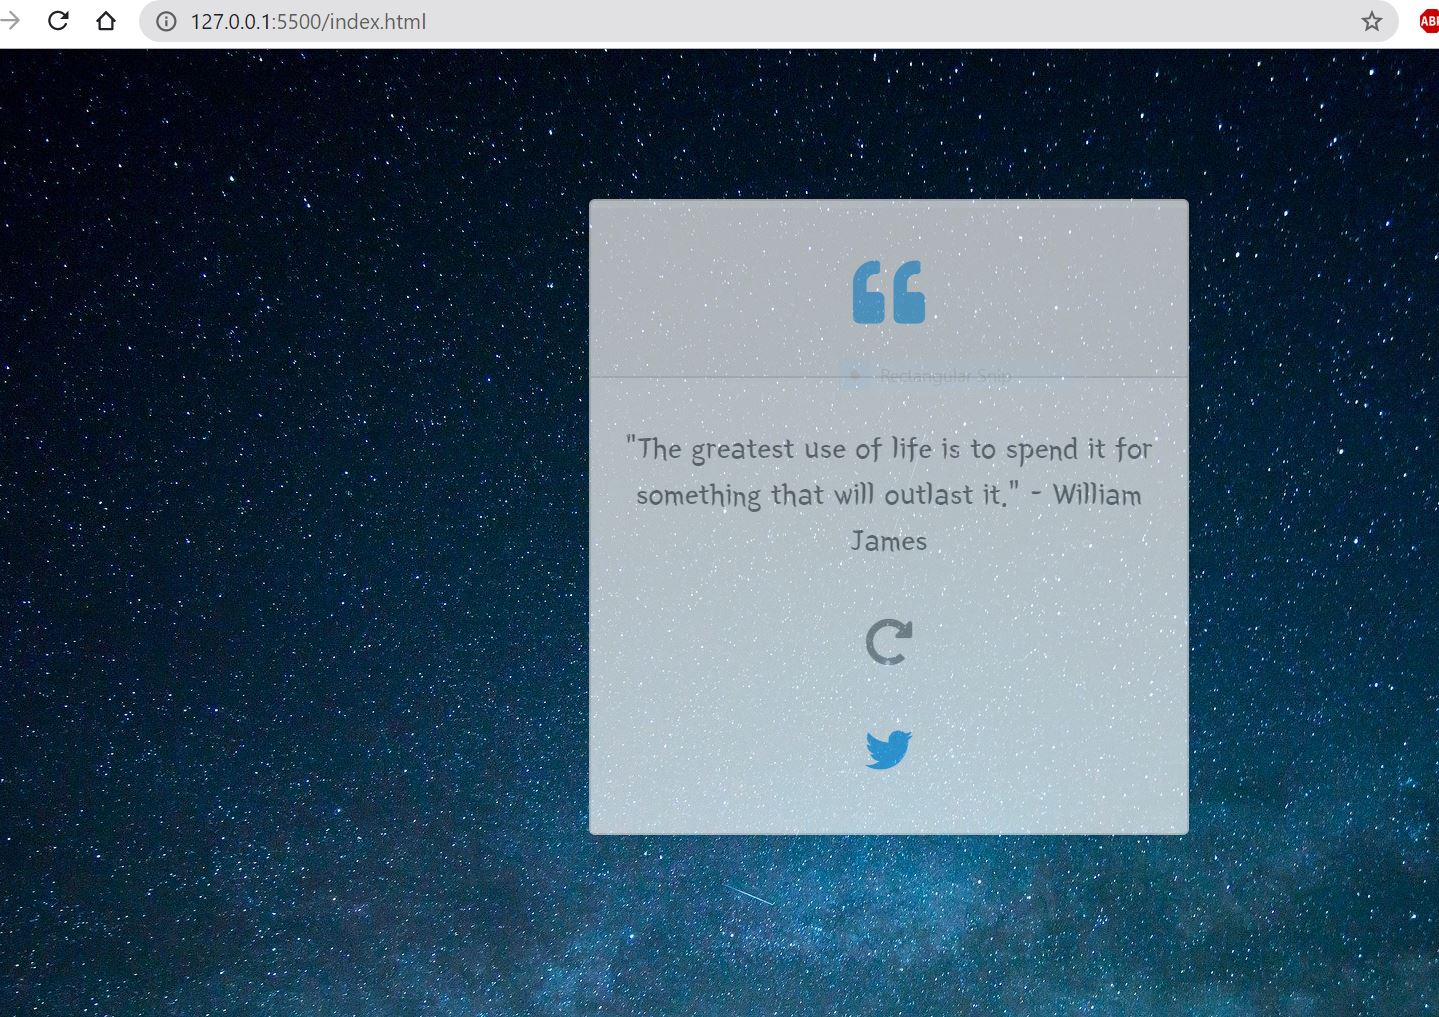 127.0.0.1:5500/index.html
ABP
Rectangular Snip
"The greatest use of life is to spend it for
something that will outlast it." - William
James